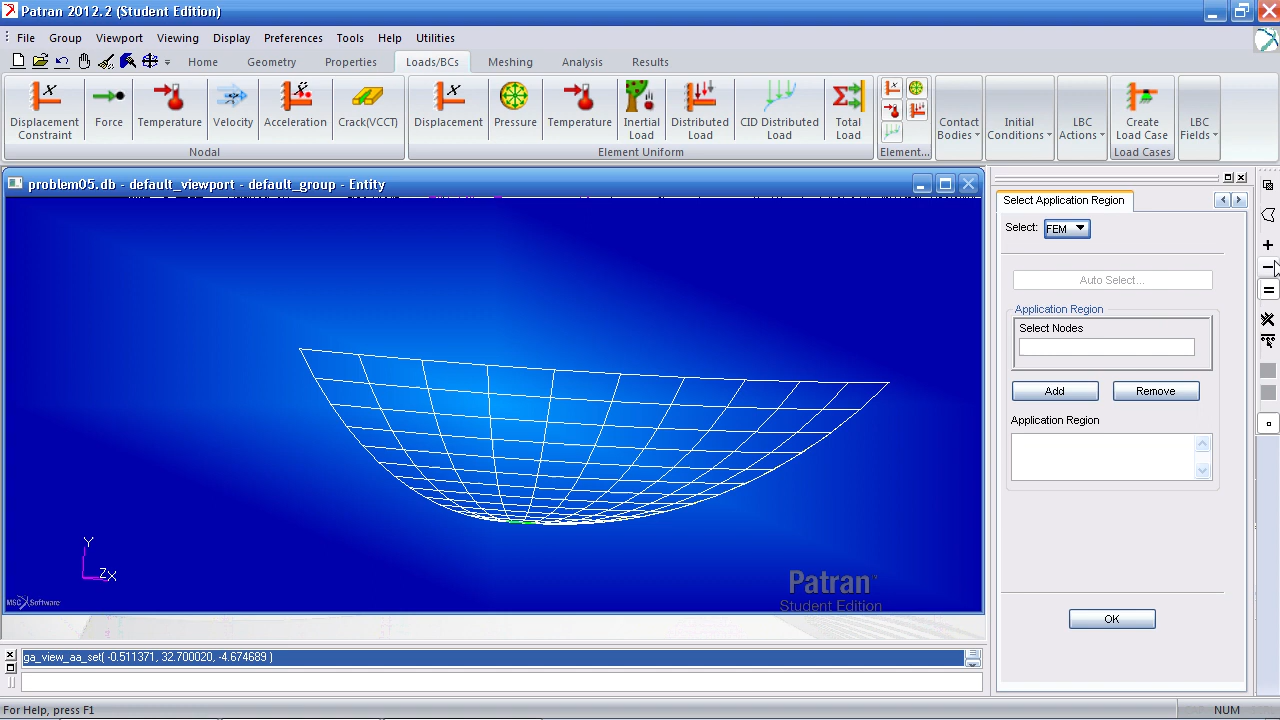 Patran 2012.2 (Student Edition)
File Group Viewport Viewing Display Preferences Tools Help Utilities
Home Geometry Properties Loads/BCs Meshing Analysis Results
Displacement Constraint
Force
Temperat
elocity
Acceleration
Crack(VCCT)
Nodal
Displacement
Pressure
Temperature
Inertial Load
Distributed Load
CID Distributed Load
Total Load
Element Uniform
Element...
Contact Bodies
Initial Conditions
LBC Actions
Create Load Case
Load Cases
LBC Fields
problem05.db - default_viewport - default_group - Entity
Select Application Region
Select: FEM
Auto Select...
Application Region
Select Nodes
Add Remove
Application Region
OK
Y
Z X
MSC Software
Patran
Student Edition
ga_view_aa_set( -0.511371, 32.700020, -4.674689 )
For Help, press F1
NUM